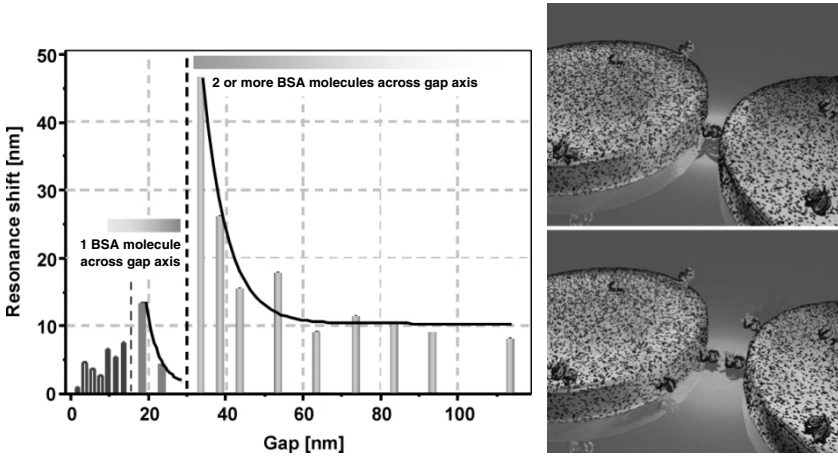 50
40
30
20
10
0
Resonance shift [nm]
2 or more BSA molecules across gap axis
1 BSA molecule
across gap axis
0 20 40 60 80 100
Gap [nm]